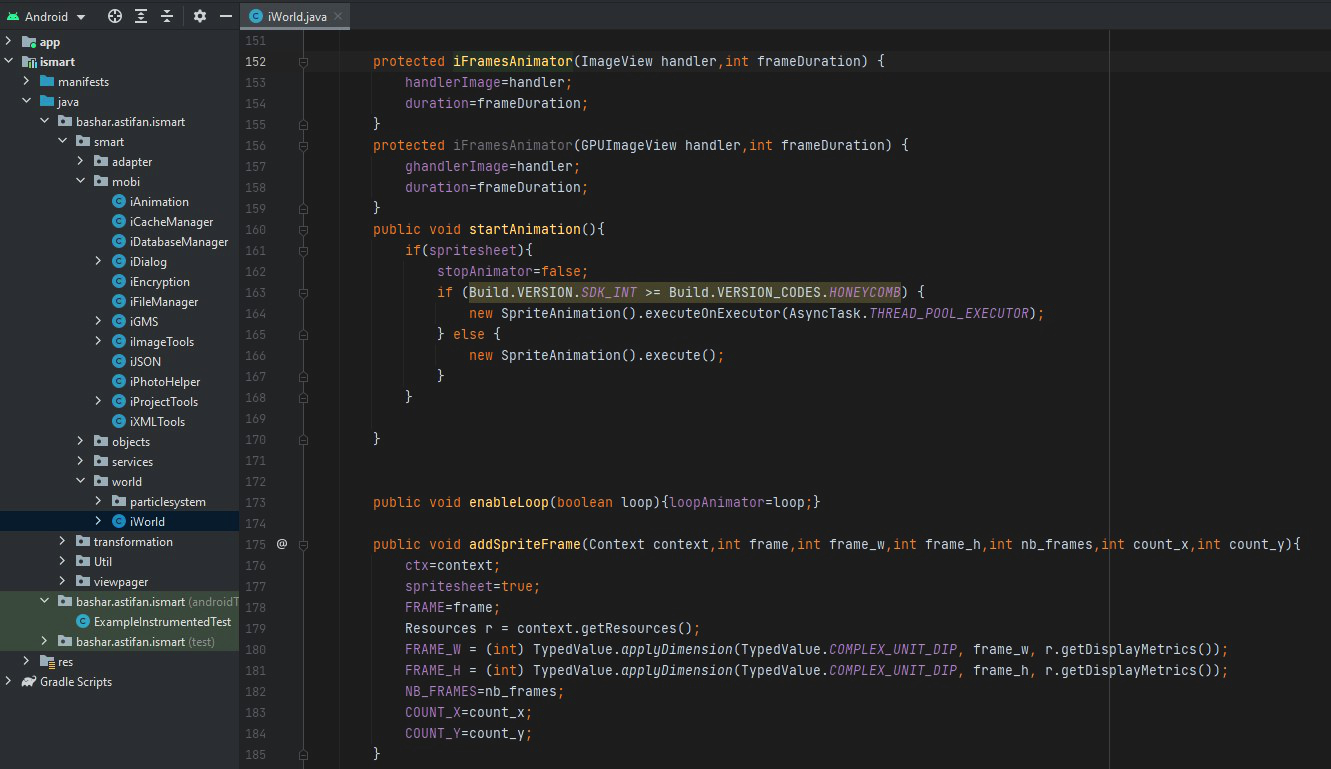 Android
iWorld.java
app
ismart
manifests
java
bashar.astifan.ismart
smart
adapter
mobi
iAnimation
iCacheManager
iDatabaseManager
iDialog
iEncryption
iFileManager
iGMS
iImageTools
iJSON
iPhotoHelper
iProjectTools
iXMLTools
objects
services
world
particlesystem
iWorld
transformation
Util
viewpager
bashar.astifan.ismart (androidT
ExampleInstrumentedTest
bashar.astifan.ismart (test)
res
Gradle Scripts
151
152 protected iFramesAnimator(ImageView handler,int frameDuration) {
153 handlerImage=handler;
154 duration=frameDuration;
155 }
156 protected iFramesAnimator(GPUImageView handler,int frameDuration) {
157 ghandlerImage=handler;
158 duration=frameDuration;
159 }
160 public void startAnimation(){
161 if(spritesheet){
162 stopAnimator=false;
163 if (Build.VERSION.SDK_INT >= Build.VERSION_CODES.HONEYCOMB) {
164 new SpriteAnimation().executeOnExecutor(AsyncTask.THREAD_POOL_EXECUTOR);
165 } else {
166 new SpriteAnimation().execute();
167 }
168 }
169
170 }
171
172
173 public void enableLoop(boolean loop){loopAnimator=loop;}
174
175 @ public void addSpriteFrame(Context context,int frame,int frame_w,int frame_h,int nb_frames,int count_x,int count_y){
176 ctx=context;
177 spritesheet=true;
178 FRAME=frame;
179 Resources r = context.getResources();
180 FRAME_W = (int) TypedValue.applyDimension(TypedValue.COMPLEX_UNIT_DIP, frame_w, r.getDisplayMetrics());
181 FRAME_H = (int) TypedValue.applyDimension(TypedValue.COMPLEX_UNIT_DIP, frame_h, r.getDisplayMetrics());
182 NB_FRAMES=nb_frames;
183 COUNT_X=count_x;
184 COUNT_Y=count_y;
185 }